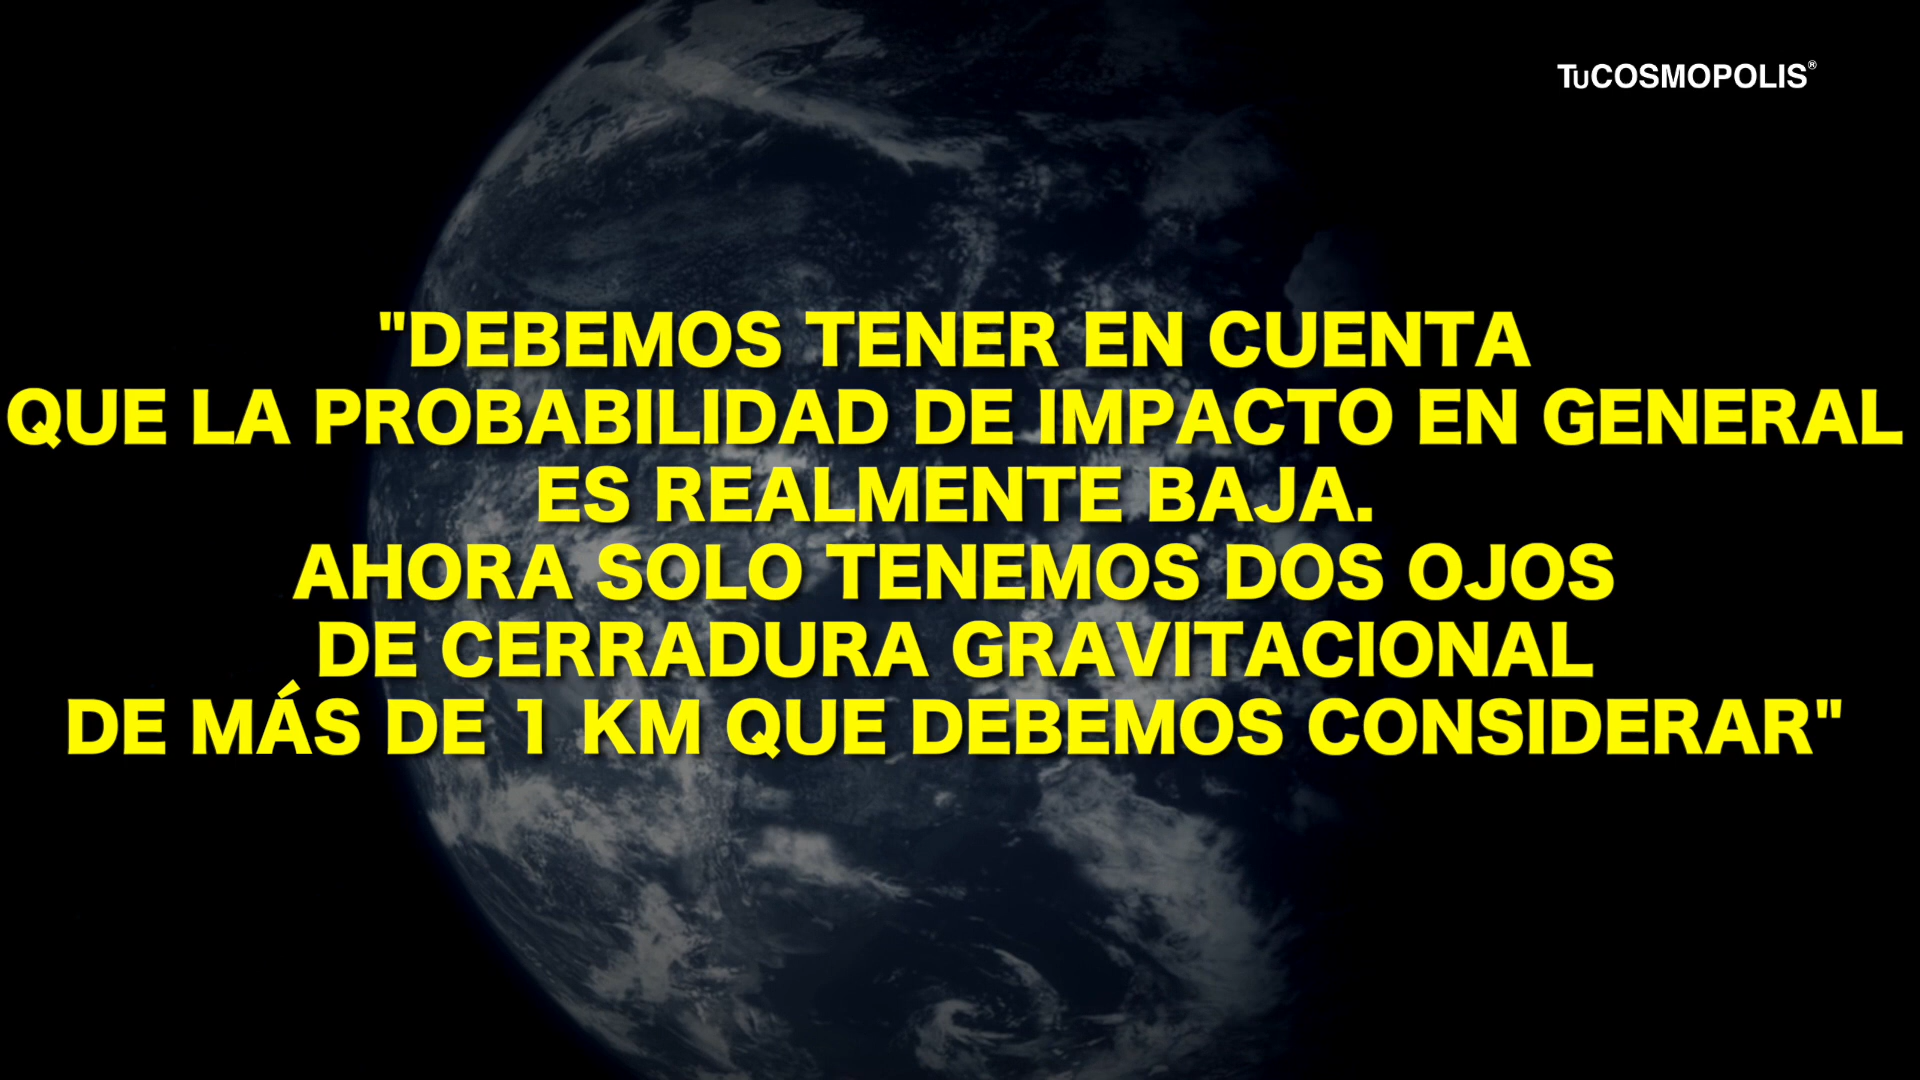 TuCOSMOPOLIS®
"DEBEMOS TENER EN CUENTA
QUE LA PROBABILIDAD DE IMPACTO EN GENERAL
ES REALMENTE BAJA.
AHORA SOLO TENEMOS DOS OJOS
DE CERRADURA GRAVITACIONAL
DE MÁS DE 1 KM QUE DEBEMOS CONSIDERAR"